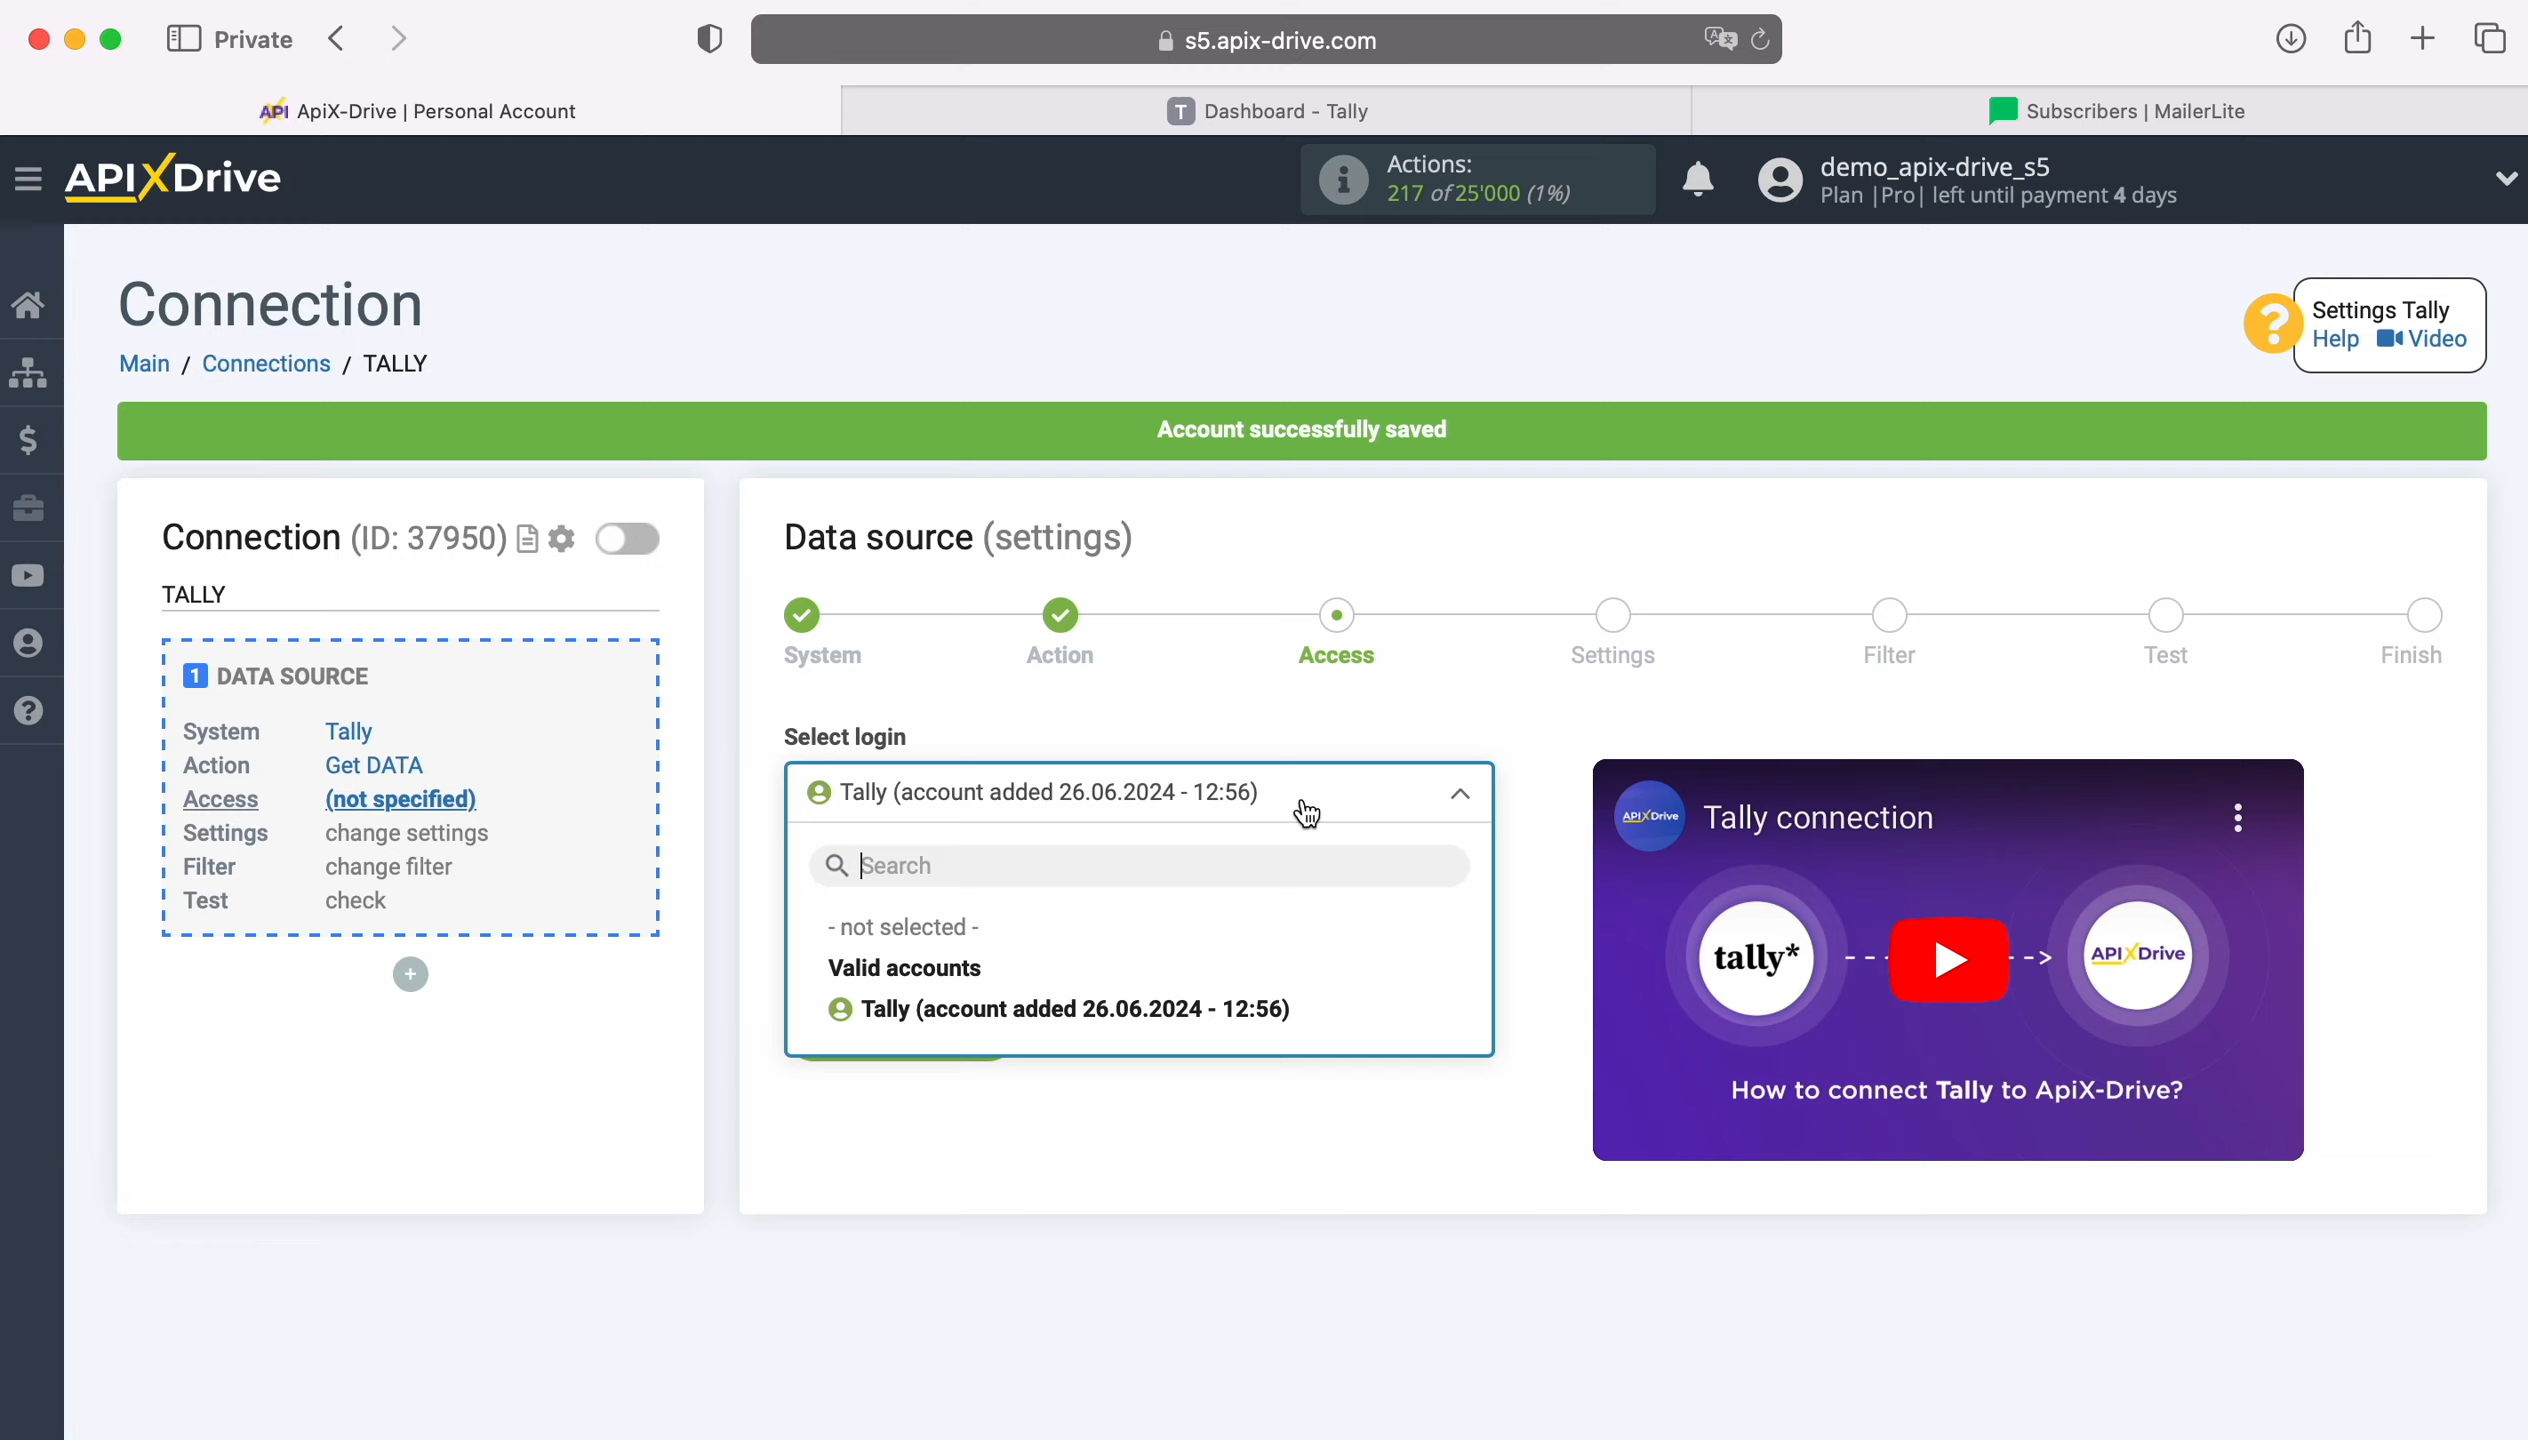 Private
s5.apix-drive.com
API ApiX-Drive | Personal Account
T Dashboard - Tally
Subscribers | MailerLite
APIXDrive
Actions:
217 of 25'000 (1%)
demo_apix-drive_s5
Plan |Pro| left until payment 4 days
Connection
Main / Connections / TALLY
Settings Tally
Help Video
Account successfully saved
Connection (ID: 37950)
TALLY
1 DATA SOURCE
System Tally
Action Get DATA
Access (not specified)
Settings change settings
Filter change filter
Test check
Data source (settings)
System Action Access Settings Filter Test Finish
Select login
Tally (account added 26.06.2024 - 12:56)
Search
- not selected -
Valid accounts
Tally (account added 26.06.2024 - 12:56)
APIXDrive Tally connection
tally* APIXDrive
How to connect Tally to ApiX-Drive?